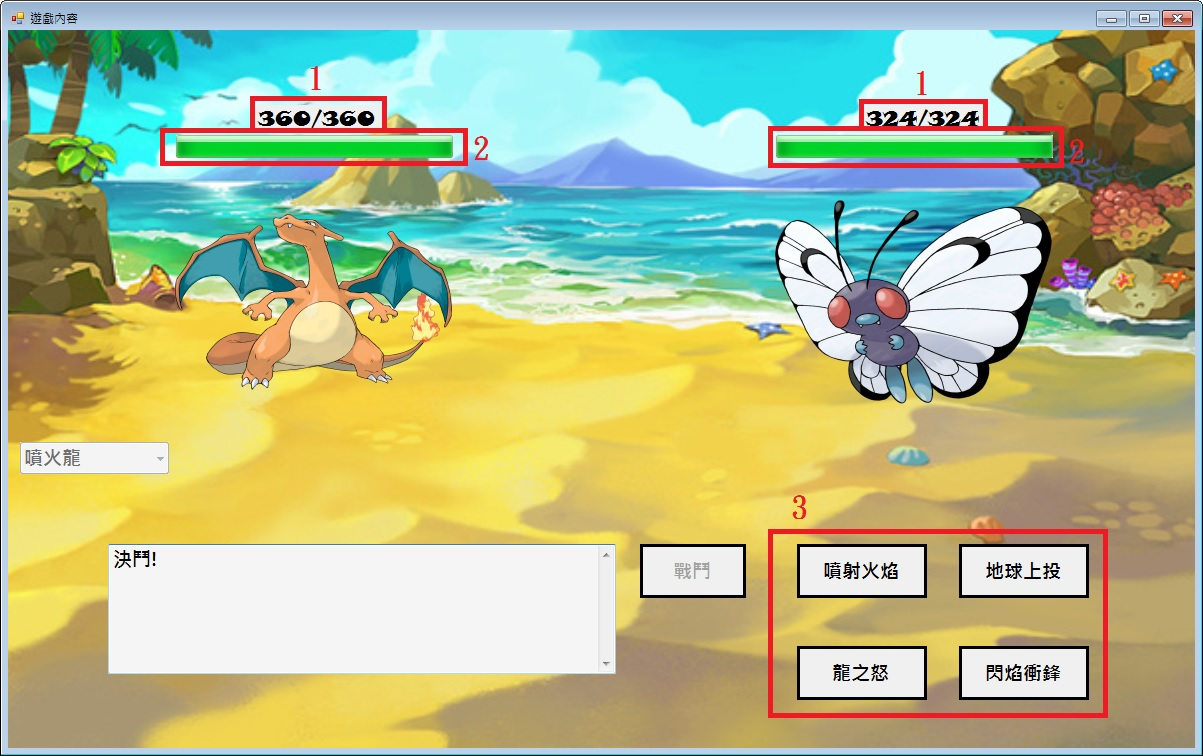 遊戲內容
1
1
360/360
324/324
2
2
噴火龍
3
決鬥!
戰鬥
噴射火焰
地球上投
龍之怒
閃焰衝鋒